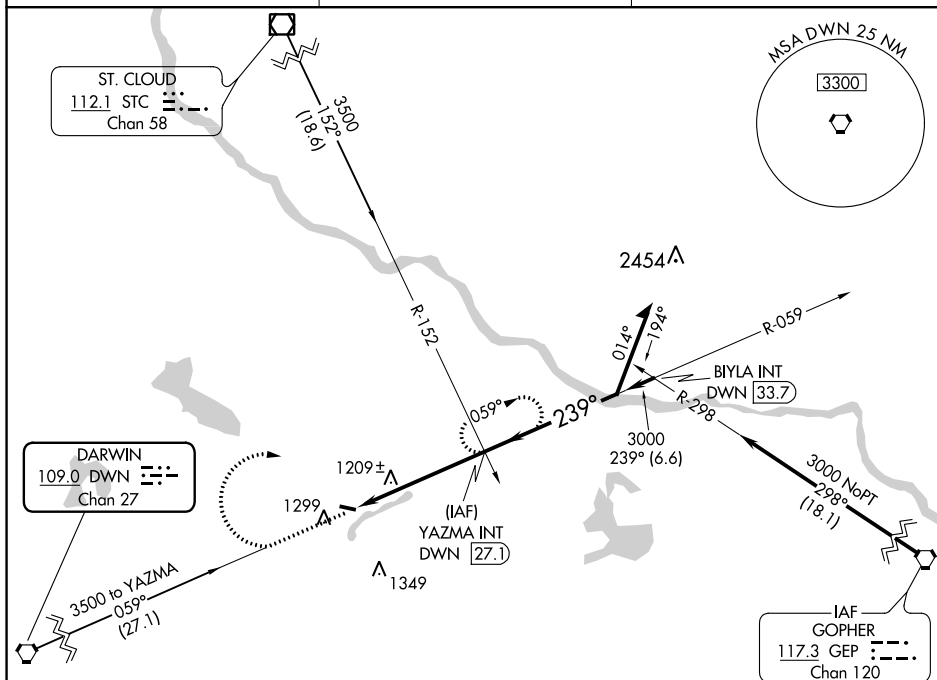 ST. CLOUD
112.1 STC
Chan 58
3500
152°
(18.6)
MSA DWN 25 NM
3300
2454
R-152
014°
194°
R-059
BIYLA INT
DWN 33.7
R-298
059°
239°
3000
239° (6.6)
3000 NoPT
298°
(18.1)
DARWIN
109.0 DWN
Chan 27
1209±
1299
(IAF)
YAZMA INT
DWN 27.1
1349
3500 to YAZMA
059°
(27.1)
IAF
GOPHER
117.3 GEP
Chan 120